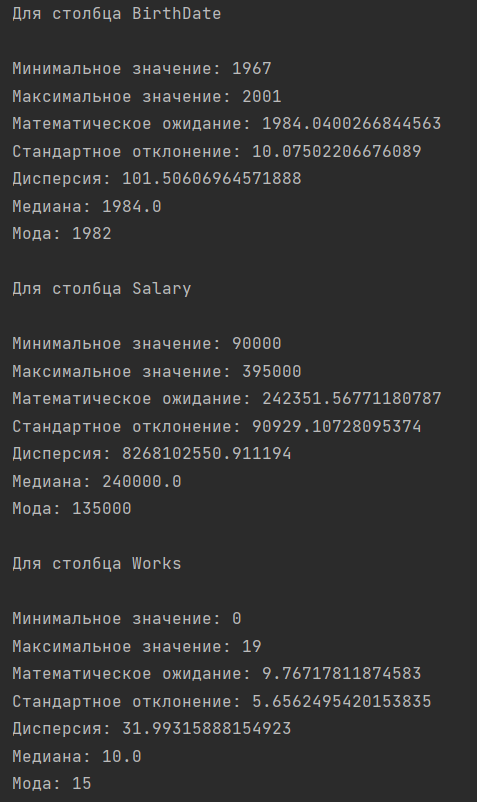 Для столбца BirthDate
Минимальное значение: 1967
Максимальное значение: 2001
Математическое ожидание: 1984.0400266844563
Стандартное отклонение: 10.07502206676089
Дисперсия: 101.50606964571888
Медиана: 1984.0
Мода: 1982
Для столбца Salary
Минимальное значение: 90000
Максимальное значение: 395000
Математическое ожидание: 242351.56771180787
Стандартное отклонение: 90929.10728095374
Дисперсия: 8268102550.911194
Медиана: 240000.0
Мода: 135000
Для столбца Works
Минимальное значение: 0
Максимальное значение: 19
Математическое ожидание: 9.76717811874583
Стандартное отклонение: 5.6562495420153835
Дисперсия: 31.99315888154923
Медиана: 10.0
Мода: 15